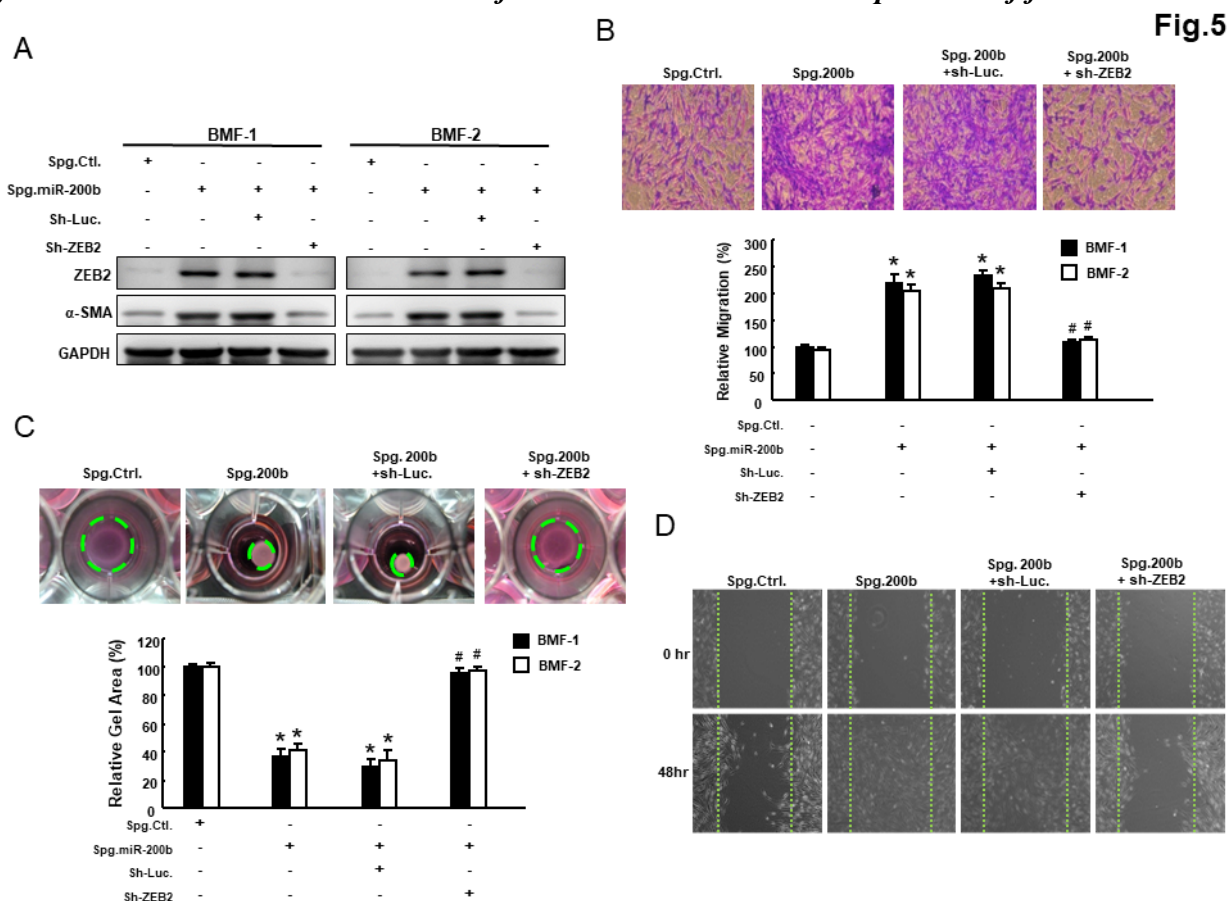 Fig.5
A
BMF-1 BMF-2
Spg.Ctl. + - - - + - - -
Spg.miR-200b - + + + - + + +
Sh-Luc. - - + - - - + -
Sh-ZEB2 - - - + - - - +
ZEB2
α-SMA
GAPDH
B
Spg.Ctrl. Spg.200b Spg. 200b +sh-Luc. Spg.200b + sh-ZEB2
Relative Migration (%)
300
250
200
150
100
50
0
* * * * # #
BMF-1
BMF-2
Spg.Ctl. - - - -
Spg.miR-200b - + + +
Sh-Luc. - - + -
Sh-ZEB2 - - - +
C
Spg.Ctrl. Spg.200b Spg. 200b +sh-Luc. Spg.200b + sh-ZEB2
Relative Gel Area (%)
120
100
80
60
40
20
0
* * * * # #
BMF-1
BMF-2
Spg.Ctl. + - - -
Spg.miR-200b - + + +
Sh-Luc. - - + -
Sh-ZEB2 - - - +
D
Spg.Ctrl. Spg.200b Spg.200b +sh-Luc. Spg.200b + sh-ZEB2
0 hr
48hr